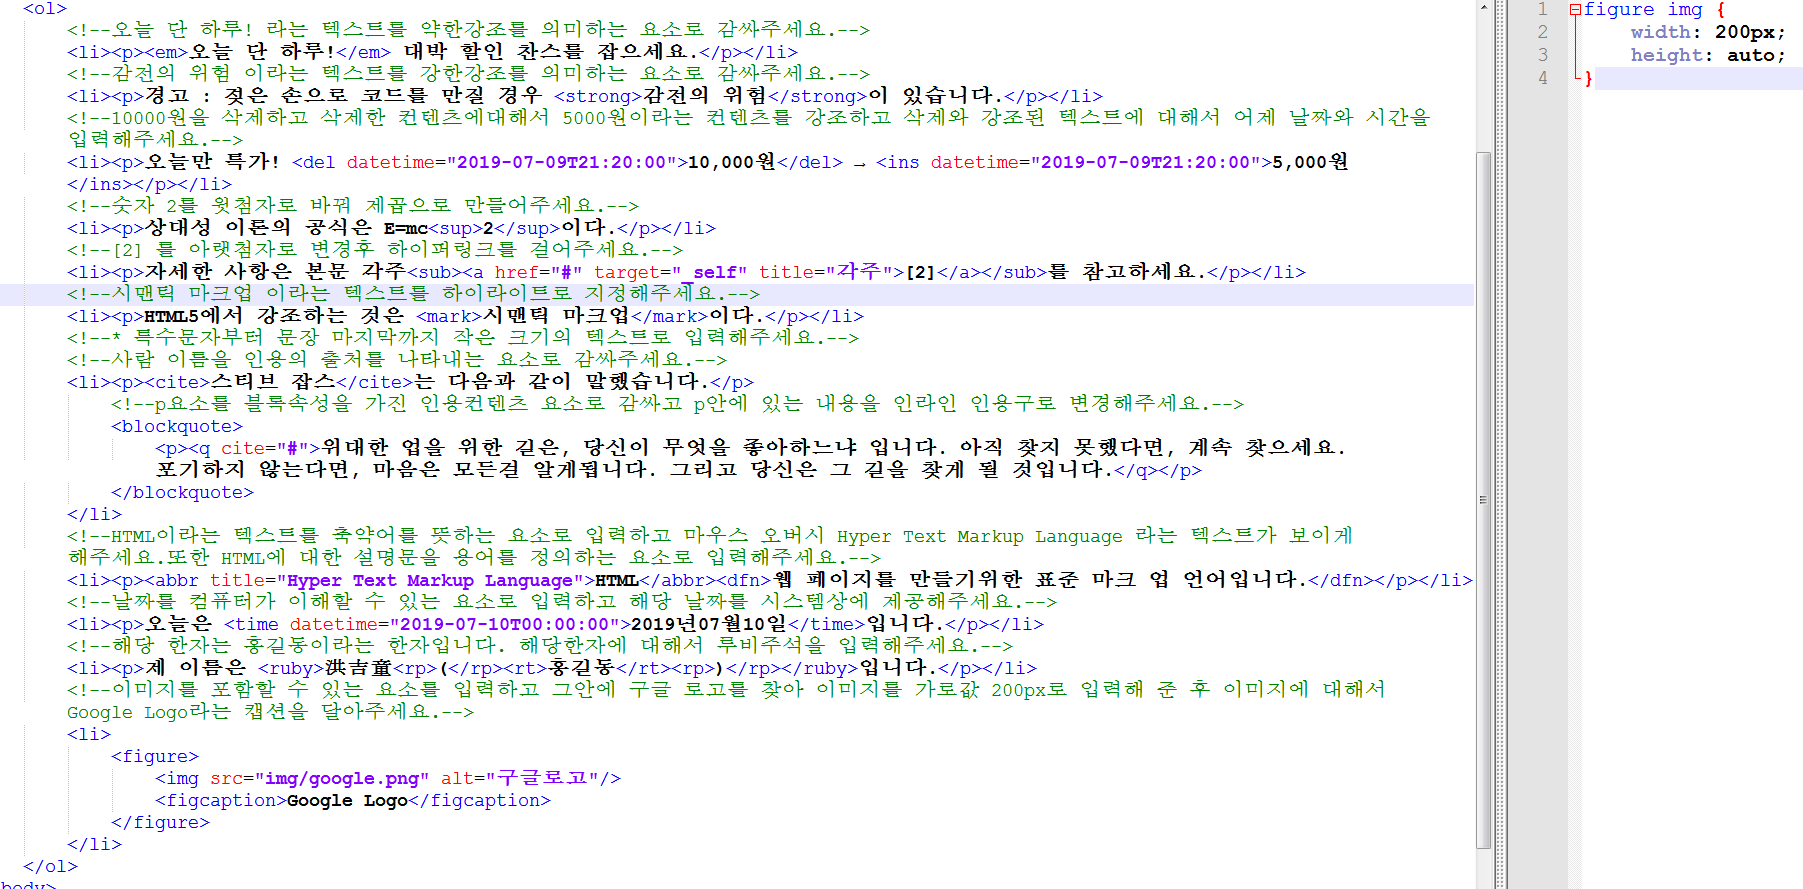 <ol>
<!--오늘 단 하루! 라는 텍스트를 약한강조를 의미하는 요소로 감싸주세요.-->
<li><p><em>오늘 단 하루!</em> 대박 할인 찬스를 잡으세요.</p></li>
<!--감전의 위험 이라는 텍스트를 강한강조를 의미하는 요소로 감싸주세요.-->
<li><p>경고 : 젖은 손으로 코드를 만질 경우 <strong>감전의 위험</strong>이 있습니다.</p></li>
<!--10000원을 삭제하고 삭제한 컨텐츠에대해서 5000원이라는 컨텐츠를 강조하고 삭제와 강조된 텍스트에 대해서 어제 날짜와 시간을
입력해주세요.-->
<li><p>오늘만 특가! <del datetime="2019-07-09T21:20:00">10,000원</del> → <ins datetime="2019-07-09T21:20:00">5,000원
</ins></p></li>
<!--숫자 2를 윗첨자로 바꿔 제곱으로 만들어주세요.-->
<li><p>상대성 이론의 공식은 E=mc<sup>2</sup>이다.</p></li>
<!--[2] 를 아랫첨자로 변경후 하이퍼링크를 걸어주세요.-->
<li><p>자세한 사항은 본문 각주<sub><a href="#" target="_self" title="각주">[2]</a></sub>를 참고하세요.</p></li>
<!--시맨틱 마크업 이라는 텍스트를 하이라이트로 지정해주세요.-->
<li><p>HTML5에서 강조하는 것은 <mark>시맨틱 마크업</mark>이다.</p></li>
<!--* 특수문자부터 문장 마지막까지 작은 크기의 텍스트로 입력해주세요.-->
<!--사람 이름을 인용의 출처를 나타내는 요소로 감싸주세요.-->
<li><p><cite>스티브 잡스</cite>는 다음과 같이 말했습니다.</p>
<!--p요소를 블록속성을 가진 인용컨텐츠 요소로 감싸고 p안에 있는 내용을 인라인 인용구로 변경해주세요.-->
<blockquote>
<p><q cite="#">위대한 업을 위한 길은, 당신이 무엇을 좋아하느냐 입니다. 아직 찾지 못했다면, 계속 찾으세요.
포기하지 않는다면, 마음은 모든걸 알게됩니다. 그리고 당신은 그 길을 찾게 될 것입니다.</q></p>
</blockquote>
</li>
<!--HTML이라는 텍스트를 축약어를 뜻하는 요소로 입력하고 마우스 오버시 Hyper Text Markup Language 라는 텍스트가 보이게
해주세요.또한 HTML에 대한 설명문을 용어를 정의하는 요소로 입력해주세요.-->
<li><p><abbr title="Hyper Text Markup Language">HTML</abbr><dfn>웹 페이지를 만들기위한 표준 마크 업 언어입니다.</dfn></p></li>
<!--날짜를 컴퓨터가 이해할 수 있는 요소로 입력하고 해당 날짜를 시스템상에 제공해주세요.-->
<li><p>오늘은 <time datetime="2019-07-10T00:00:00">2019년07월10일</time>입니다.</p></li>
<!--해당 한자는 홍길동이라는 한자입니다. 해당한자에 대해서 루비주석을 입력해주세요.-->
<li><p>제 이름은 <ruby>洪吉童<rp>(</rp><rt>홍길동</rt><rp>)</rp></ruby>입니다.</p></li>
<!--이미지를 포함할 수 있는 요소를 입력하고 그안에 구글 로고를 찾아 이미지를 가로값 200px로 입력해 준 후 이미지에 대해서
Google Logo라는 캡션을 달아주세요.-->
<li>
<figure>
<img src="img/google.png" alt="구글로고"/>
<figcaption>Google Logo</figcaption>
</figure>
</li>
</ol>
body>
1 figure img {
2 width: 200px;
3 height: auto;
4 }